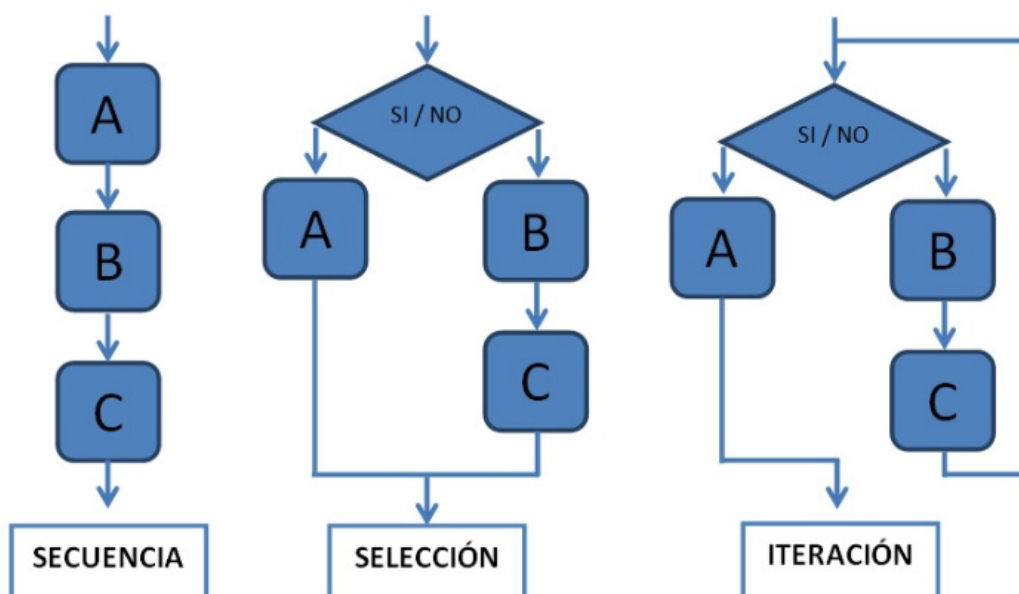 A
B
C
SECUENCIA
SI / NO
A
B
C
SELECCIÓN
SI / NO
A
B
C
ITERACIÓN